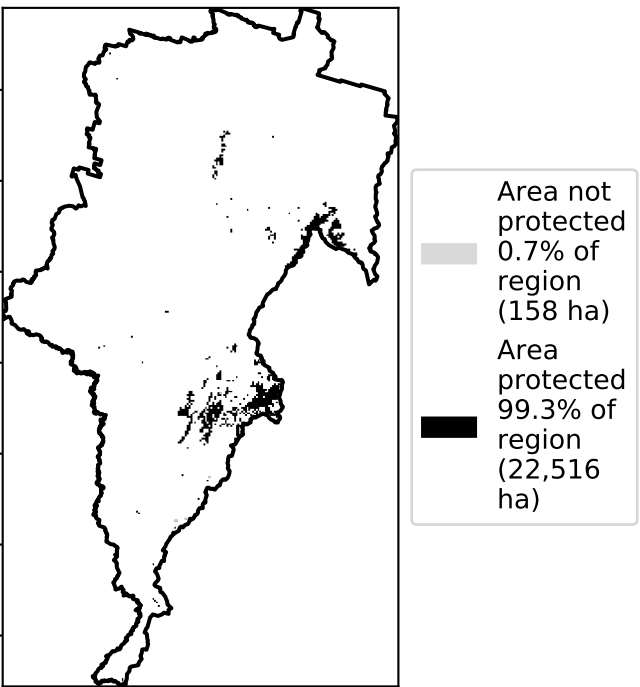 Area not
protected
0.7% of
region
(158 ha)
Area
protected
99.3% of
region
(22,516
ha)